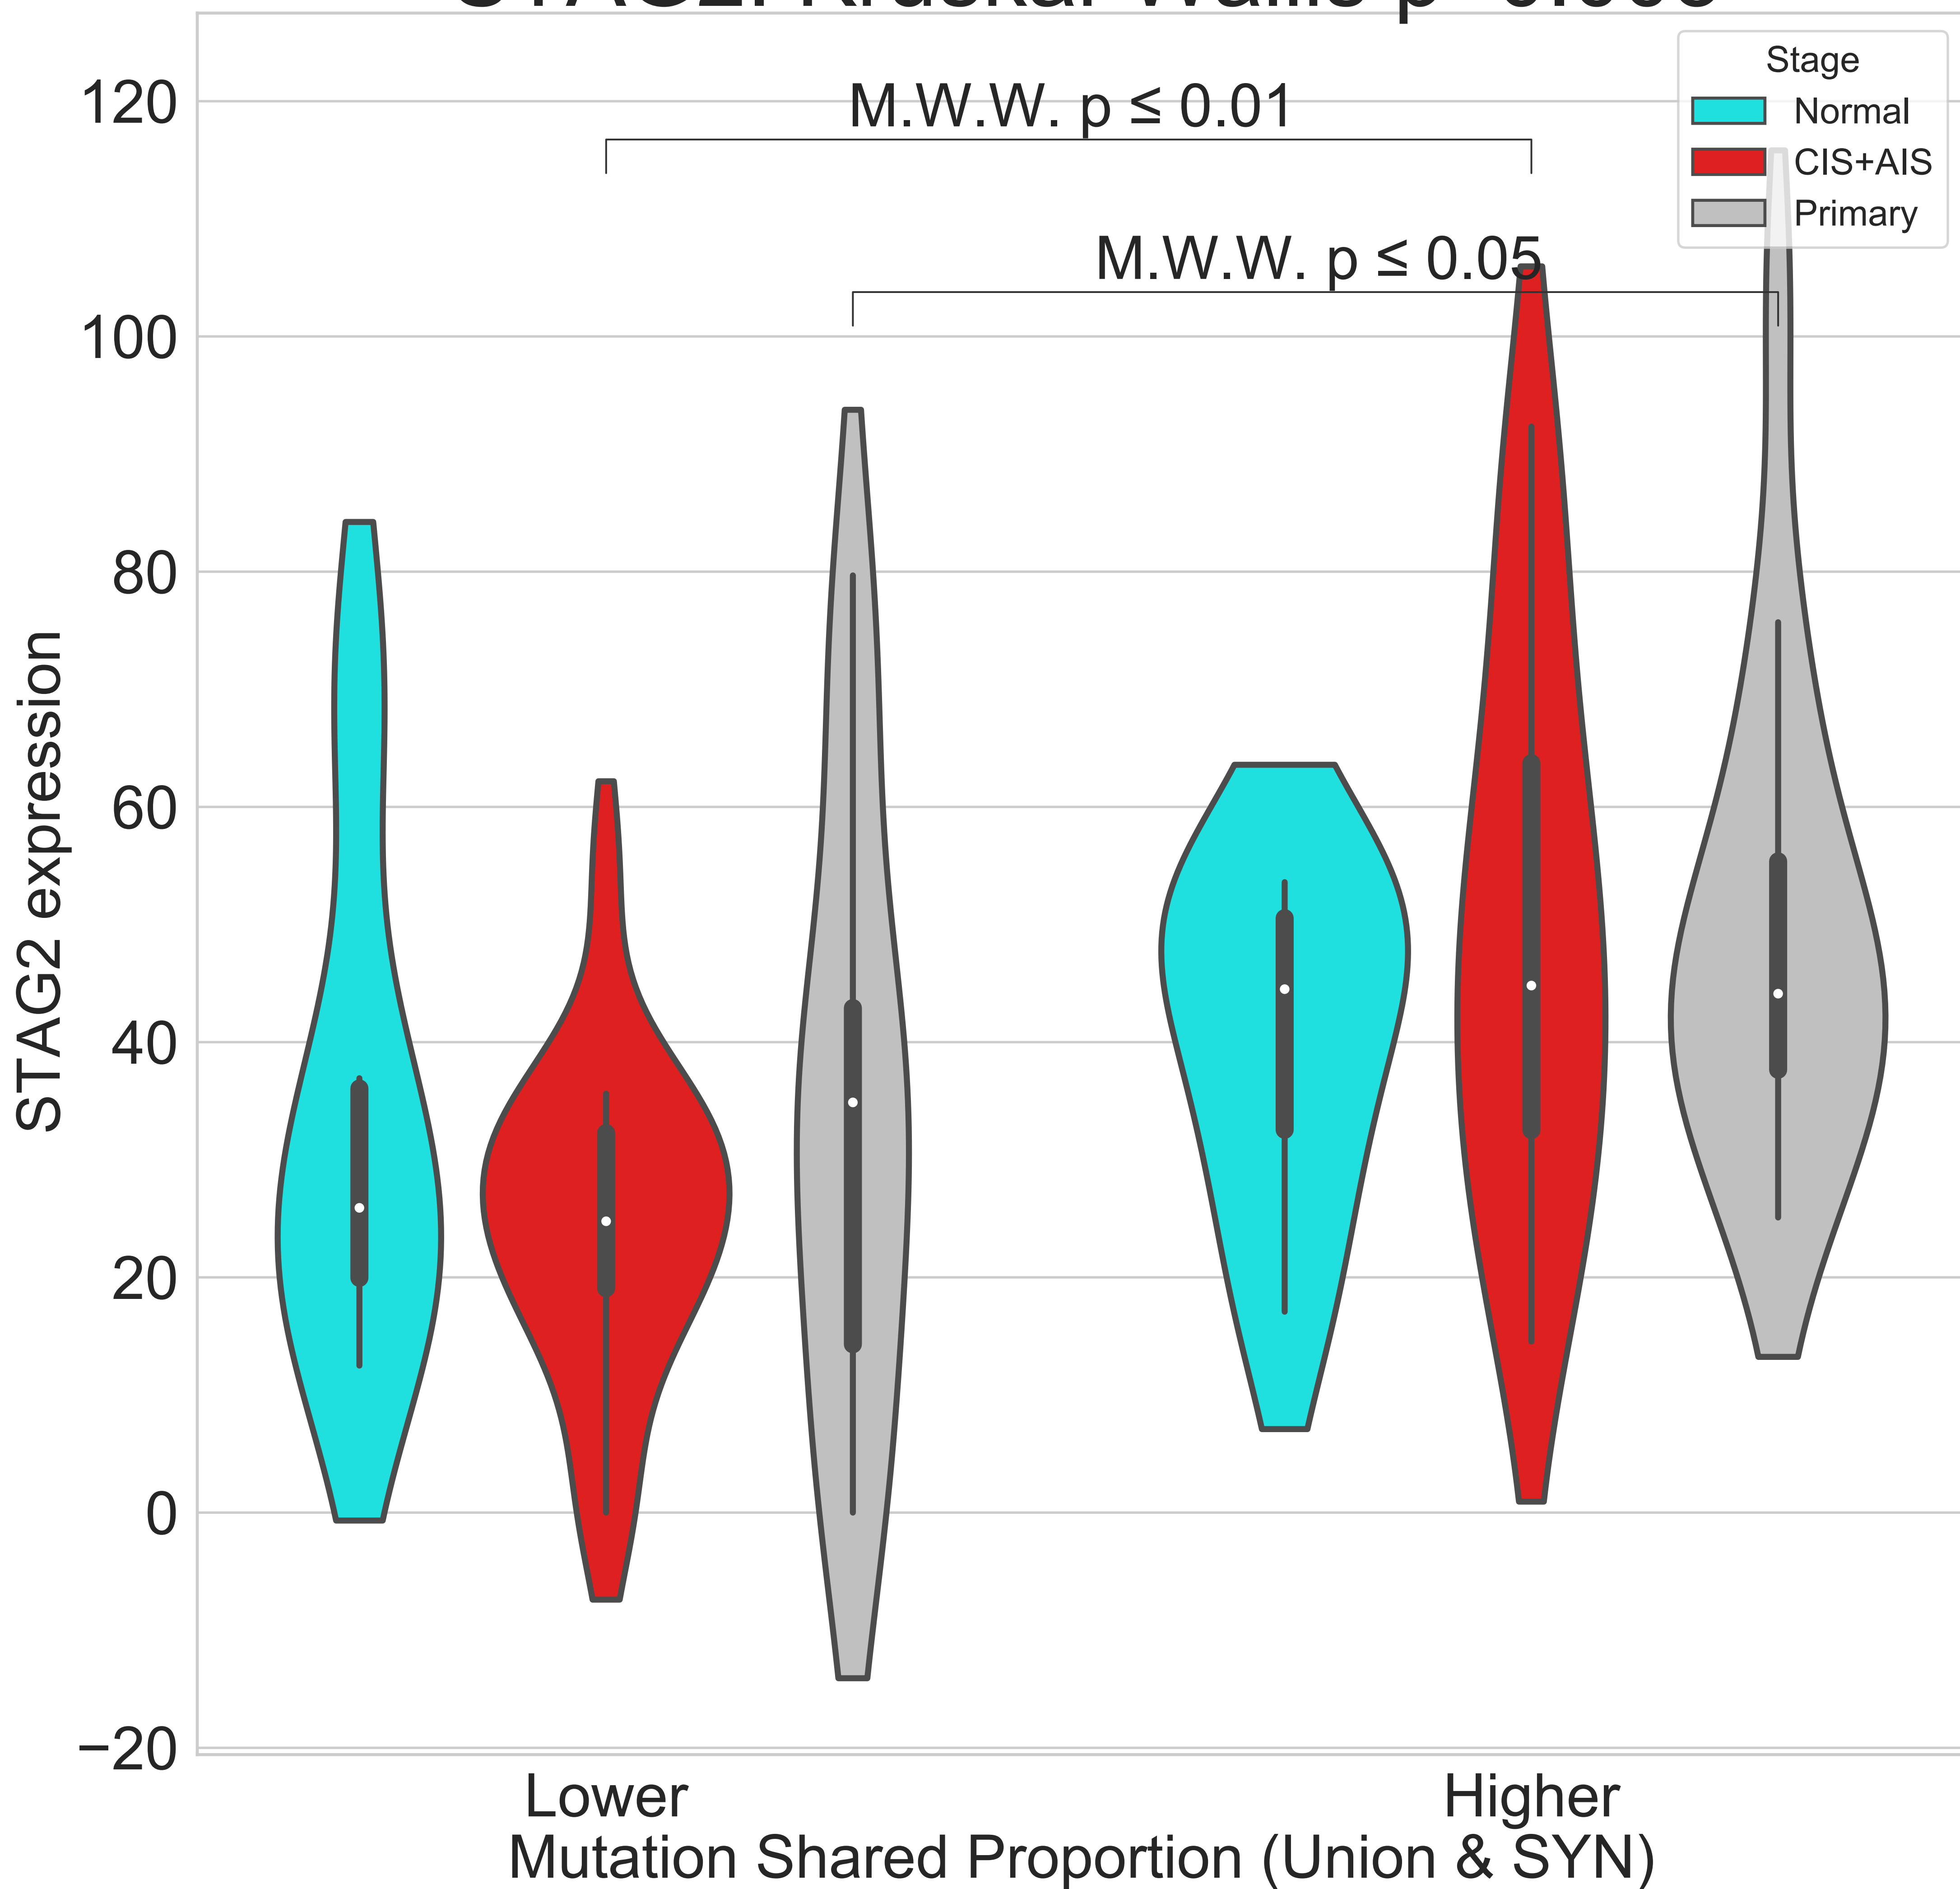 120
100
80
60
40
20
0
−20
STAG2 expression
M.W.W. p ≤ 0.01
M.W.W. p ≤ 0.05
Stage
Normal
CIS+AIS
Primary
Lower
Higher
Mutation Shared Proportion (Union & SYN)